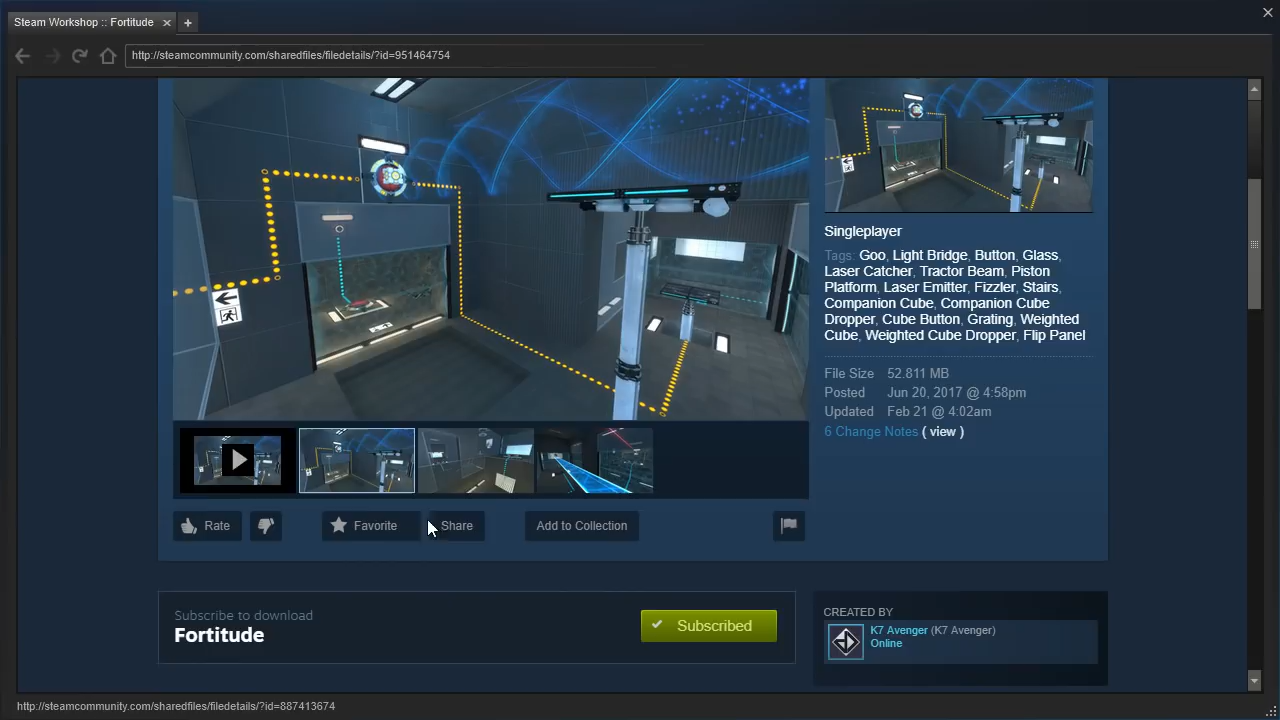 Steam Workshop :: Fortitude
http://steamcommunity.com/sharedfiles/filedetails/?id=951464754
Singleplayer
Tags: Goo, Light Bridge, Button, Glass,
Laser Catcher, Tractor Beam, Piston
Platform, Laser Emitter, Fizzler, Stairs,
Companion Cube, Companion Cube
Dropper, Cube Button, Grating, Weighted
Cube, Weighted Cube Dropper, Flip Panel
File Size 52.811 MB
Posted Jun 20, 2017 @ 4:58pm
Updated Feb 21 @ 4:02am
6 Change Notes ( view )
Rate Favorite Share Add to Collection
Subscribe to download
Fortitude
Subscribed
CREATED BY
K7 Avenger (K7 Avenger)
Online
http://steamcommunity.com/sharedfiles/filedetails/?id=887413674